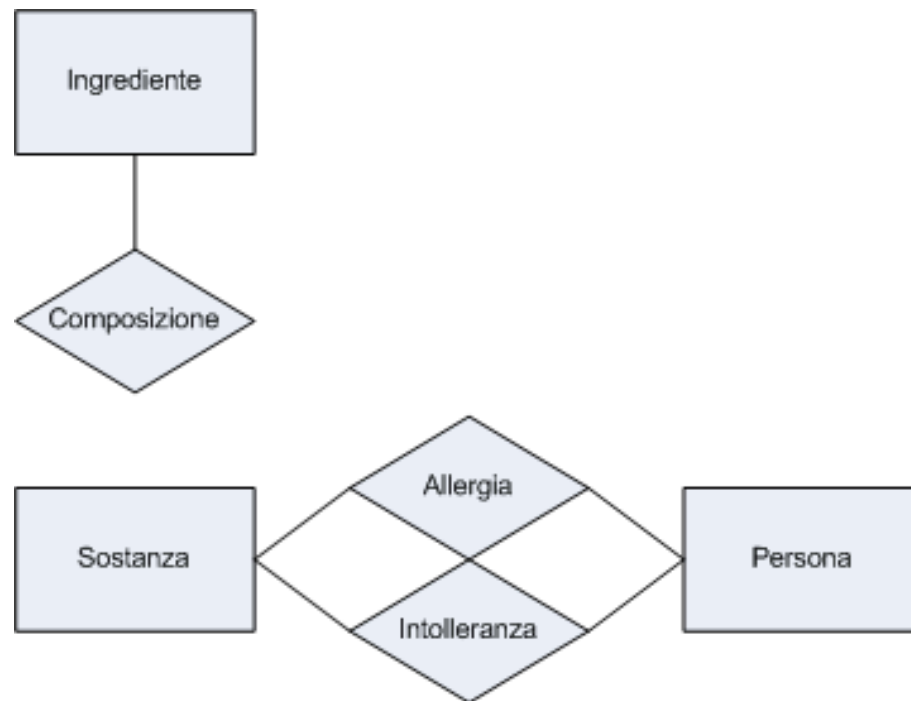 Ingrediente
Composizione
Allergia
Sostanza
Persona
Intolleranza